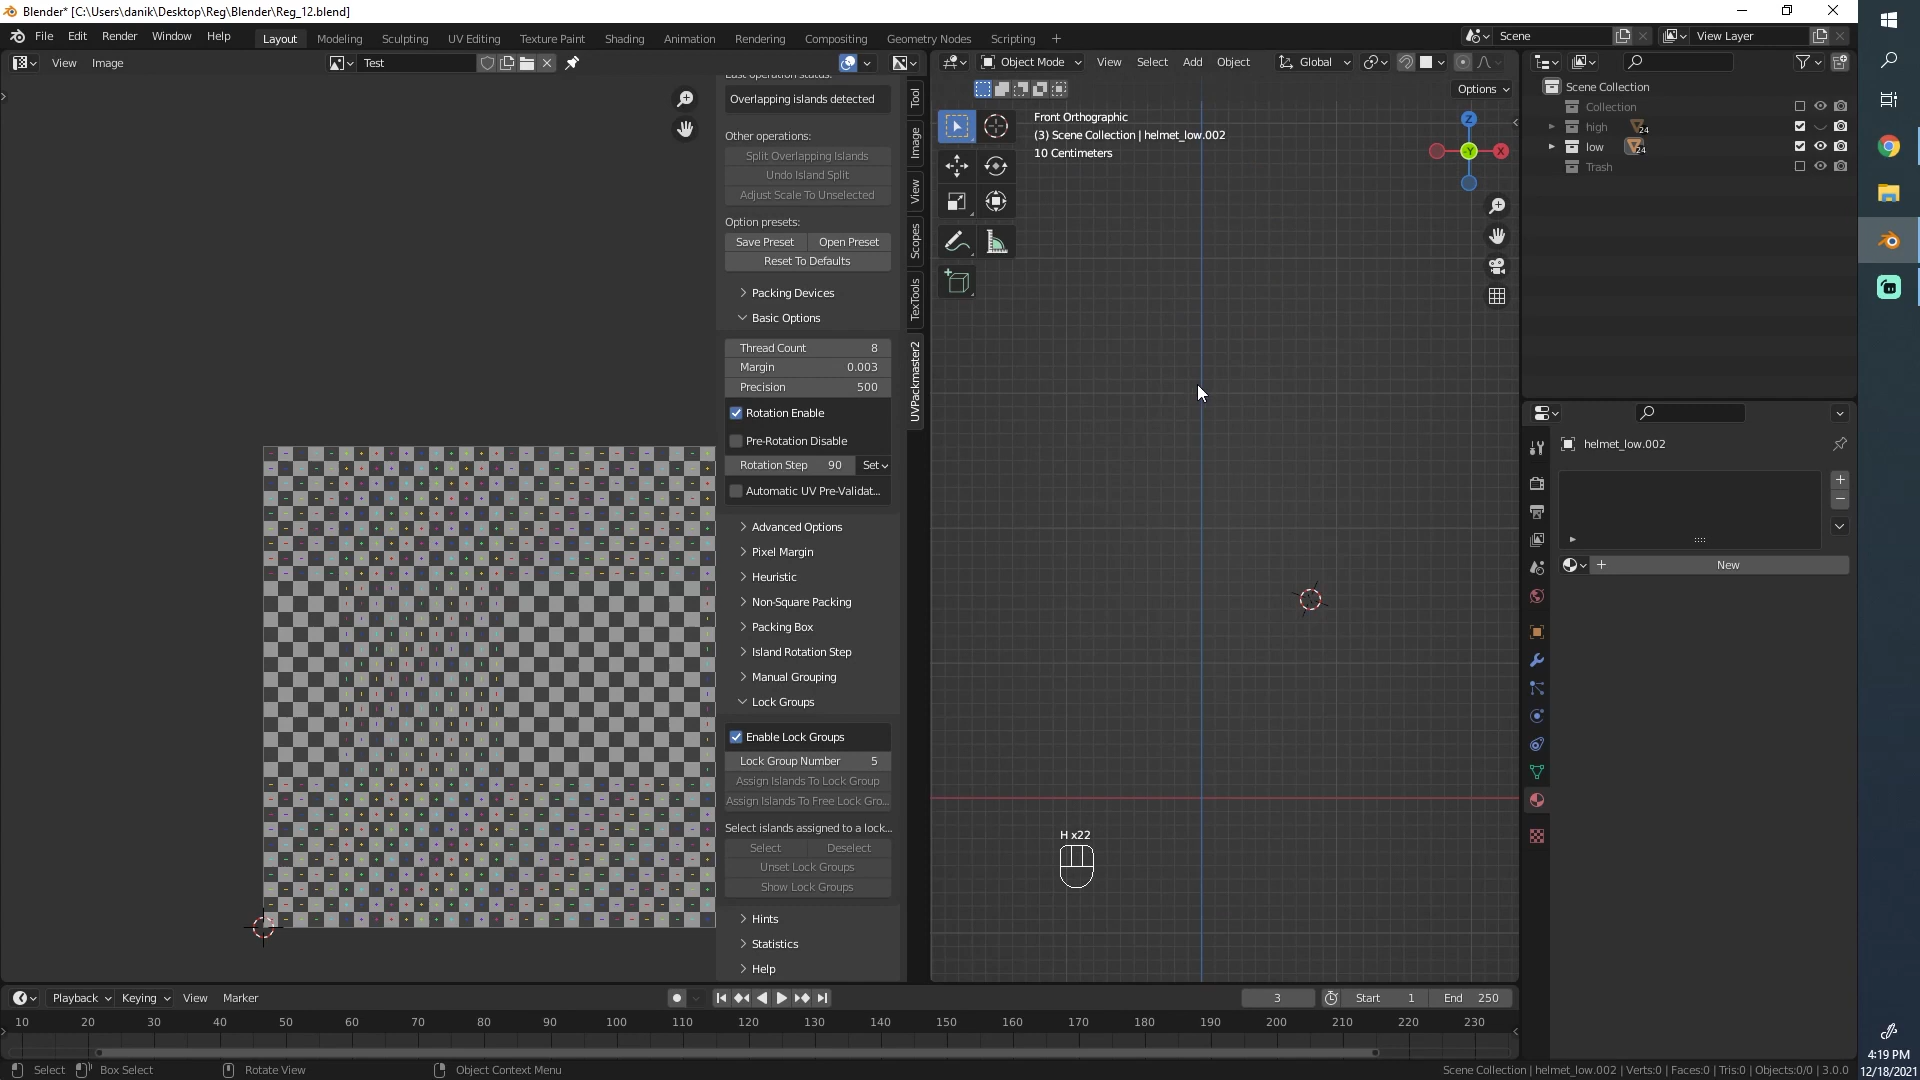 Blender* [C:\Users\danik\Desktop\Reg\Blender\Reg_12.blend]
File Edit Render Window Help
Layout Modeling Sculpting UV Editing Texture Paint Shading Animation Rendering Compositing Geometry Nodes Scripting +
Scene
View Layer
View Image
Test
Object Mode View Select Add Object Global
Options
Overlapping islands detected
Other operations:
Split Overlapping Islands
Undo Island Split
Adjust Scale To Unselected
Option presets:
Save Preset Open Preset
Reset To Defaults
Packing Devices
Basic Options
Thread Count 8
Margin 0.003
Precision 500
Rotation Enable
Pre-Rotation Disable
Rotation Step 90 Set
Automatic UV Pre-Validat...
Advanced Options
Pixel Margin
Heuristic
Non-Square Packing
Packing Box
Island Rotation Step
Manual Grouping
Lock Groups
Enable Lock Groups
Lock Group Number 5
Assign Islands To Lock Group
Assign Islands To Free Lock Gro...
Select islands assigned to a lock...
Select Deselect
Unset Lock Groups
Show Lock Groups
Hints
Statistics
Help
Tool
Image
View
Scopes
TexTools
UVPackmaster2
Front Orthographic
(3) Scene Collection | helmet_low.002
10 Centimeters
Z
X
Y
H x22
Scene Collection
Collection
high 24
low 24
Trash
helmet_low.002
+ New
Playback Keying View Marker
3
Start 1 End 250
10 20 30 40 50 60 70 80 90 100 110 120 130 140 150 160 170 180 190 200 210 220 230
Select Box Select Rotate View Object Context Menu
Scene Collection | helmet_low.002 | Verts:0 | Faces:0 | Tris:0 | Objects:0/0 | 3.0.0
4:19 PM
12/18/2021